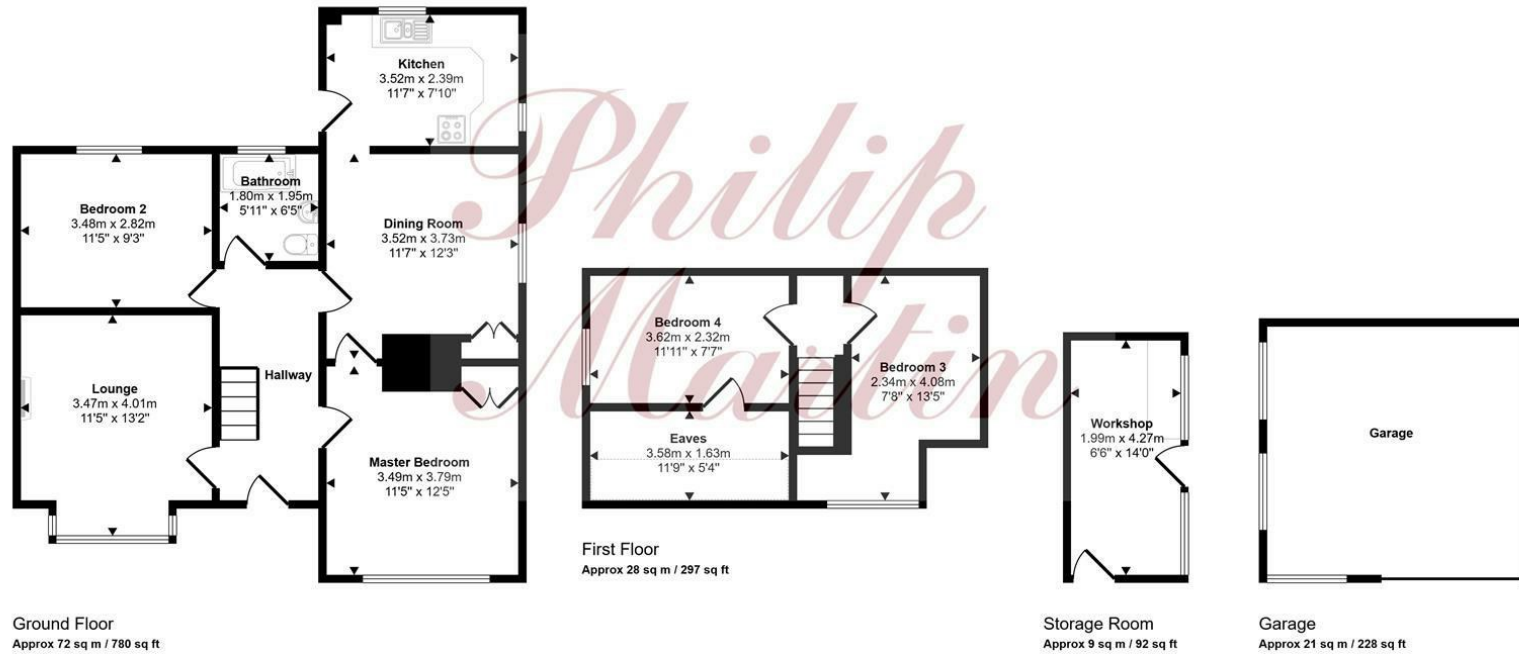 Kitchen
3.52m x 2.39m
11'7" x 7'10"
Bedroom 2
3.48m x 2.82m
11'5" x 9'3"
Bathroom
1.80m x 1.95m
5'11" x 6'5"
Dining Room
3.52m x 3.73m
11'7" x 12'3"
Lounge
3.47m x 4.01m
11'5" x 13'2"
Hallway
Master Bedroom
3.49m x 3.79m
11'5" x 12'5"
Ground Floor
Approx 72 sq m / 780 sq ft
Philip
Martin
Bedroom 4
3.62m x 2.32m
11'11" x 7'7"
Bedroom 3
2.34m x 4.08m
7'8" x 13'5"
Eaves
3.58m x 1.63m
11'9" x 5'4"
First Floor
Approx 28 sq m / 297 sq ft
Workshop
1.99m x 4.27m
6'6" x 14'0"
Storage Room
Approx 9 sq m / 92 sq ft
Garage
Garage
Approx 21 sq m / 228 sq ft